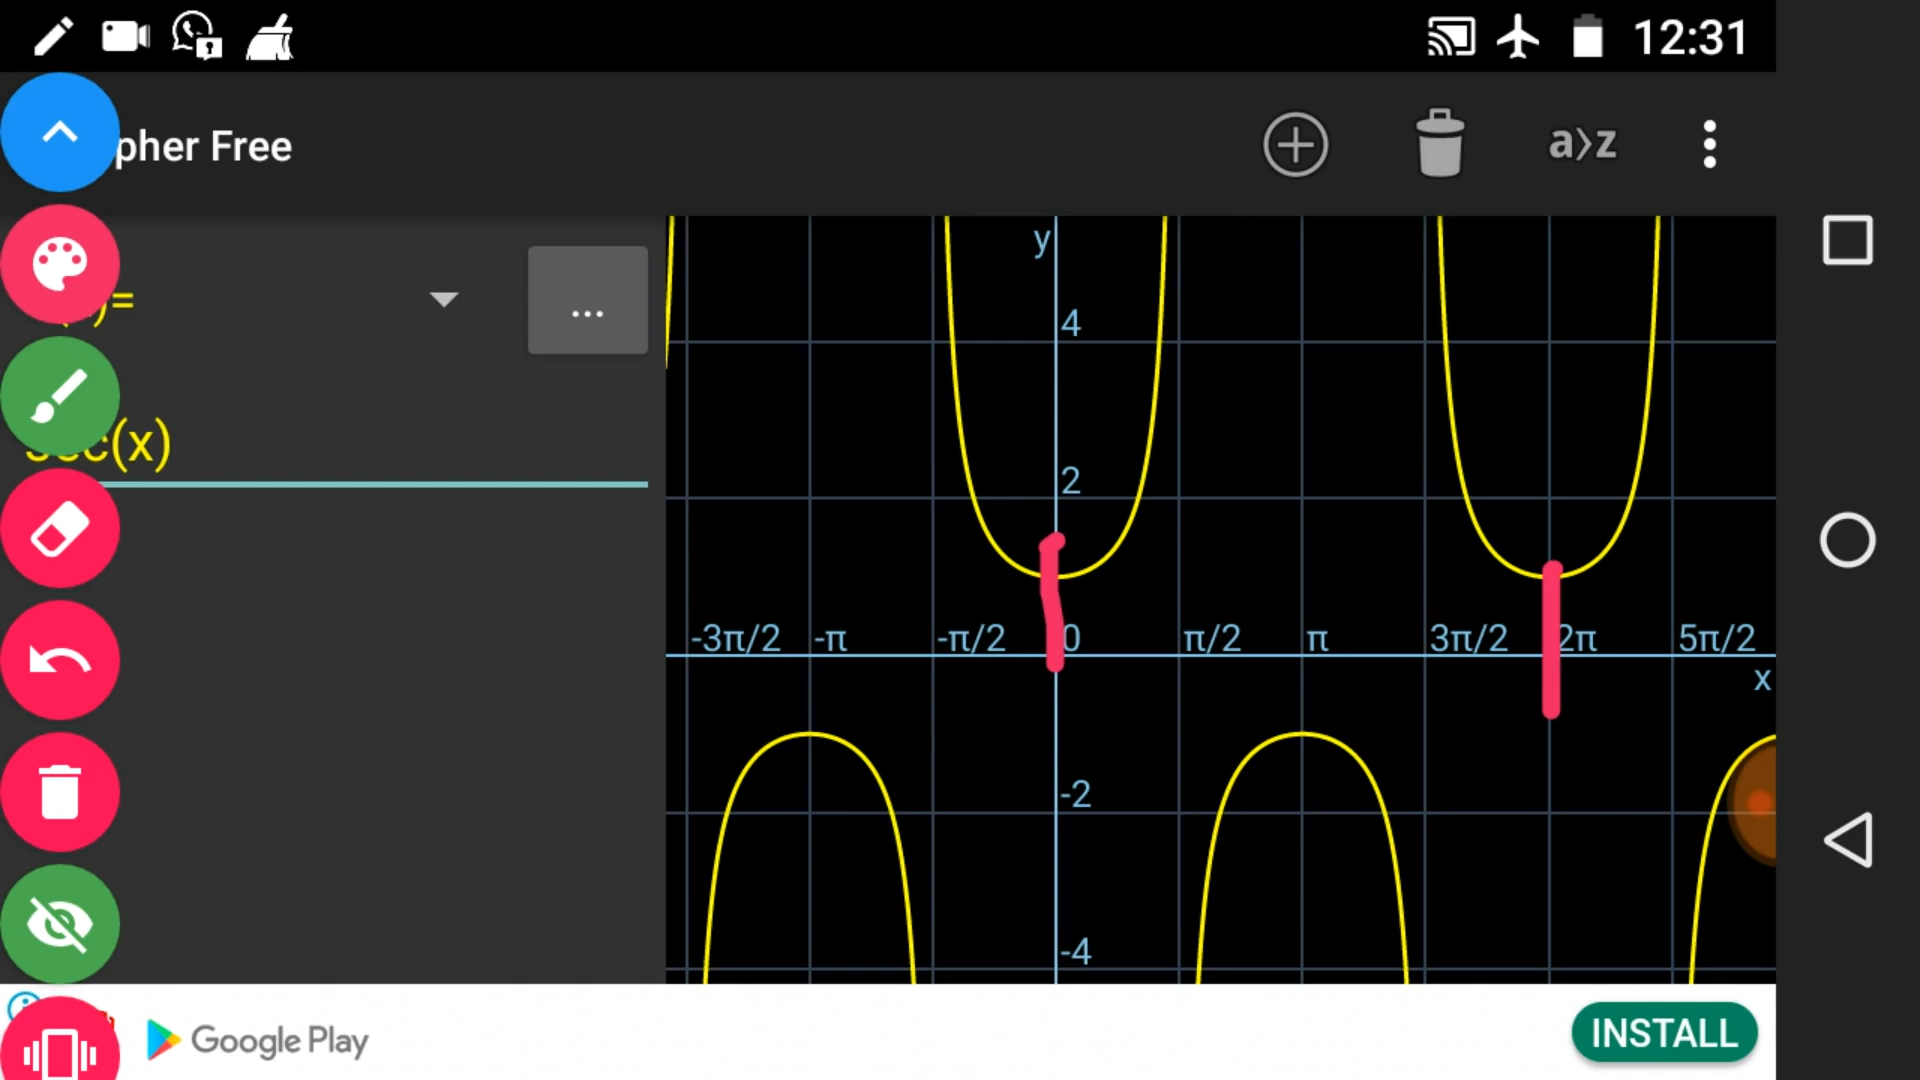 12:31
pher Free
a›z
)=
...
sec(x)
y
4
2
-3π/2 -π -π/2 0 π/2 π 3π/2 2π 5π/2
x
-2
-4
Google Play
INSTALL